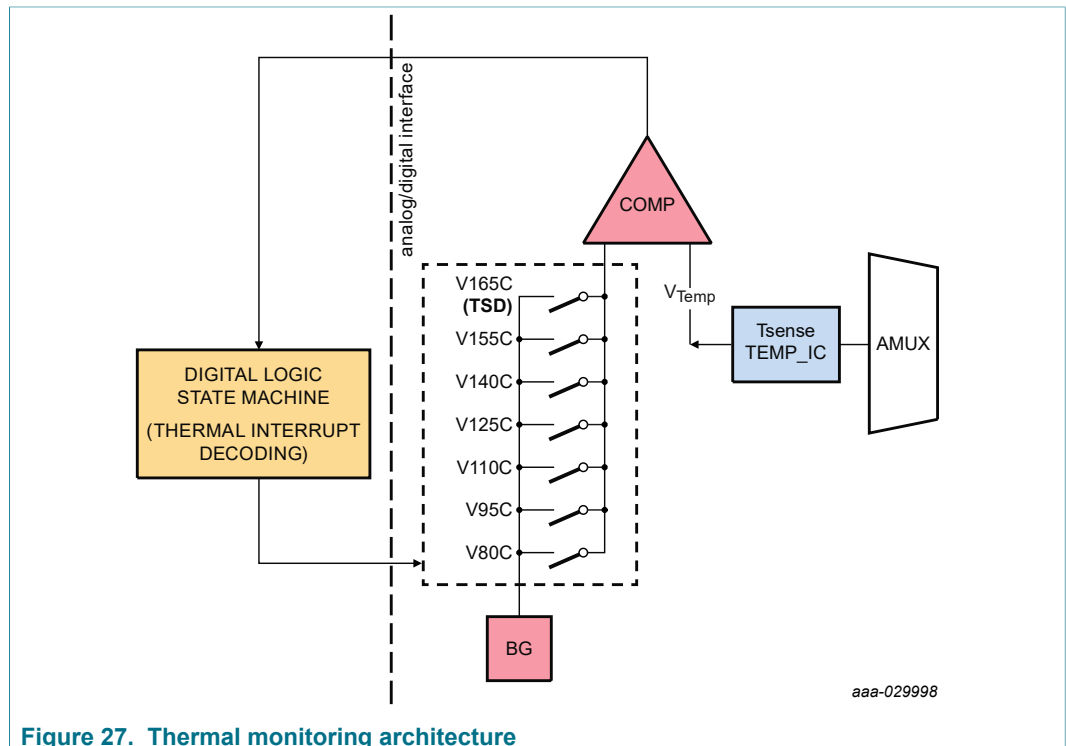 analog/digital interface
COMP
V165C
(TSD)
V155C
V140C
V125C
V110C
V95C
V80C
VTemp
Tsense
TEMP_IC
AMUX
DIGITAL LOGIC
STATE MACHINE
(THERMAL INTERRUPT
DECODING)
BG
aaa-029998
Figure 27. Thermal monitoring architecture